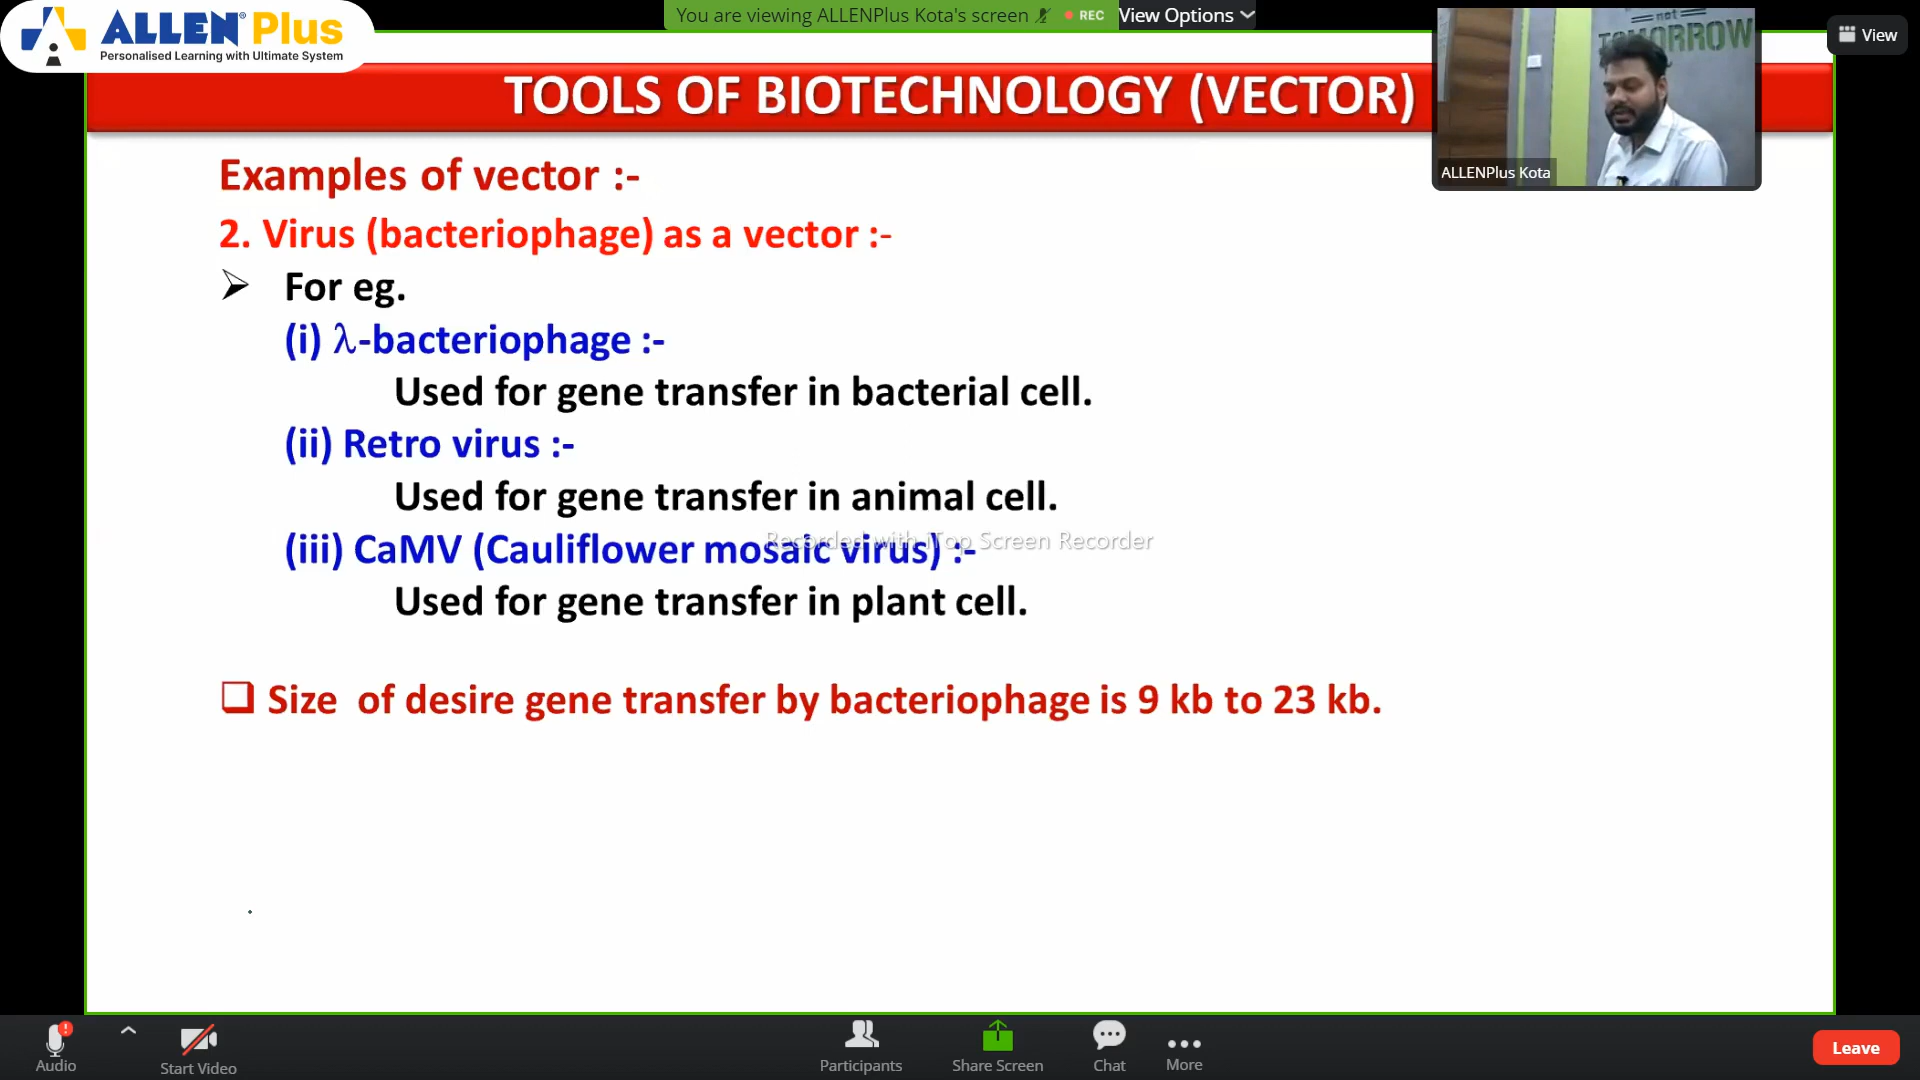 You are viewing ALLENPlus Kota's screen
REC
View Options
View
ALLEN Plus
Personalised Learning with Ultimate System
not
TOMORROW
ALLENPlus Kota
TOOLS OF BIOTECHNOLOGY (VECTOR)
Examples of vector :-
2. Virus (bacteriophage) as a vector :-
➢ For eg.
(i) λ-bacteriophage :-
Used for gene transfer in bacterial cell.
(ii) Retro virus :-
Used for gene transfer in animal cell.
(iii) CaMV (Cauliflower mosaic virus) :-
Recorded with iTop Screen Recorder
Used for gene transfer in plant cell.
❑ Size of desire gene transfer by bacteriophage is 9 kb to 23 kb.
Audio
Start Video
Participants
Share Screen
Chat
More
Leave